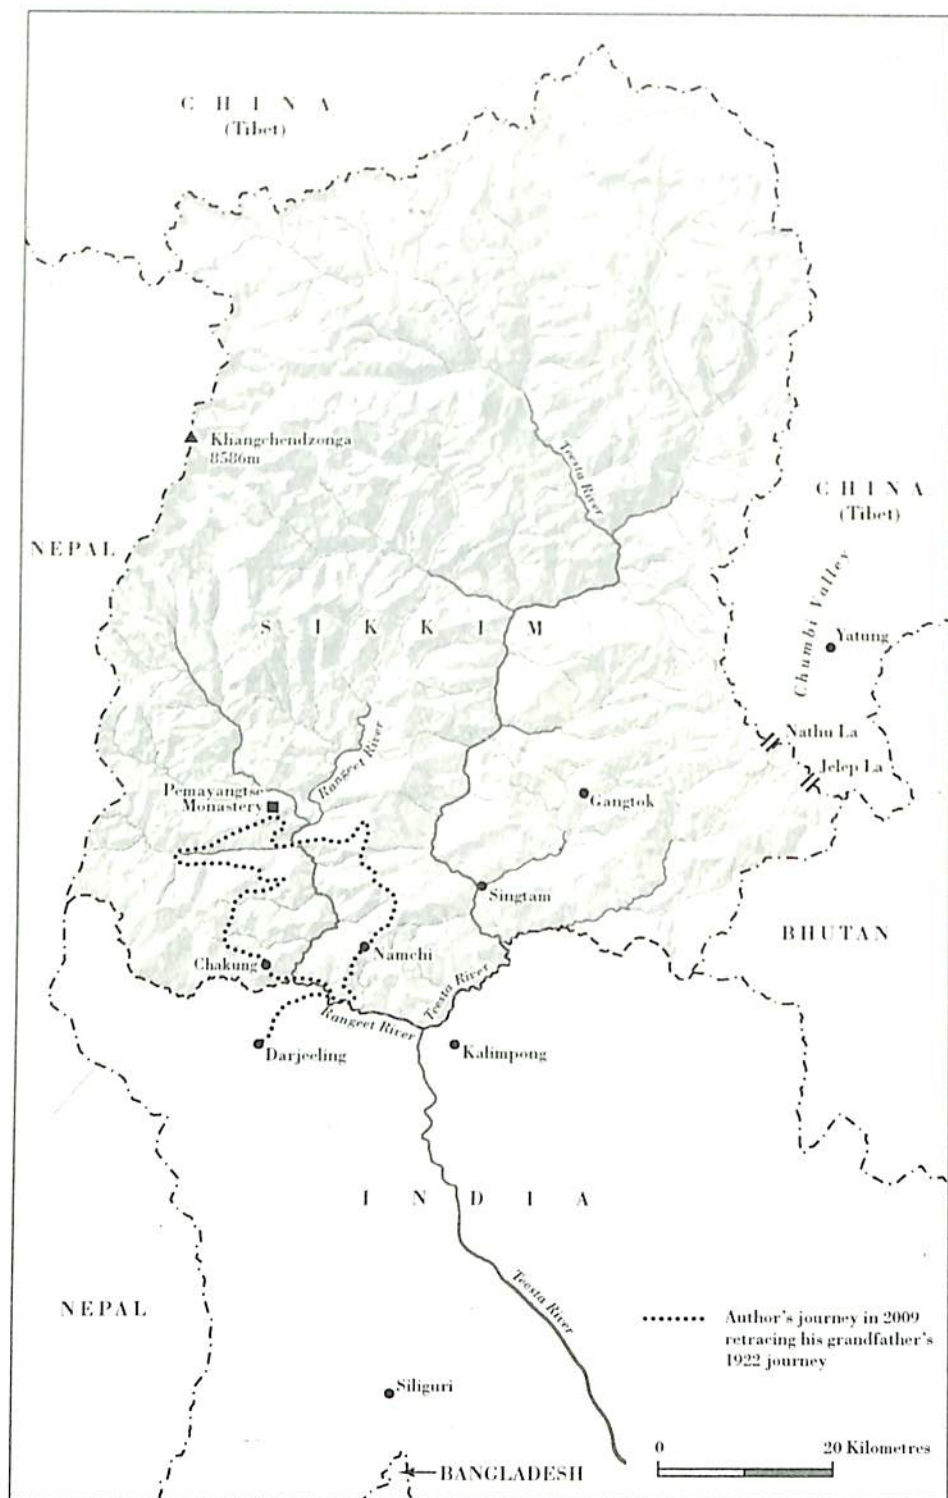 CHINA
(Tibet)
Khangchendzonga
8586m
Teesta River
CHINA
(Tibet)
NEPAL
Chumbi Valley
SIKKIM
Yatung
Nathu La
Rangeet River
Jelep La
Pemayangtse
Monastery
Gangtok
Singtam
BHUTAN
Namchi
Chakung
Teesta River
Rangeet River
Darjeeling
Kalimpong
INDIA
Teesta River
NEPAL
Author's journey in 2009
retracing his grandfather's
1922 journey
Siliguri
0 20 Kilometres
BANGLADESH